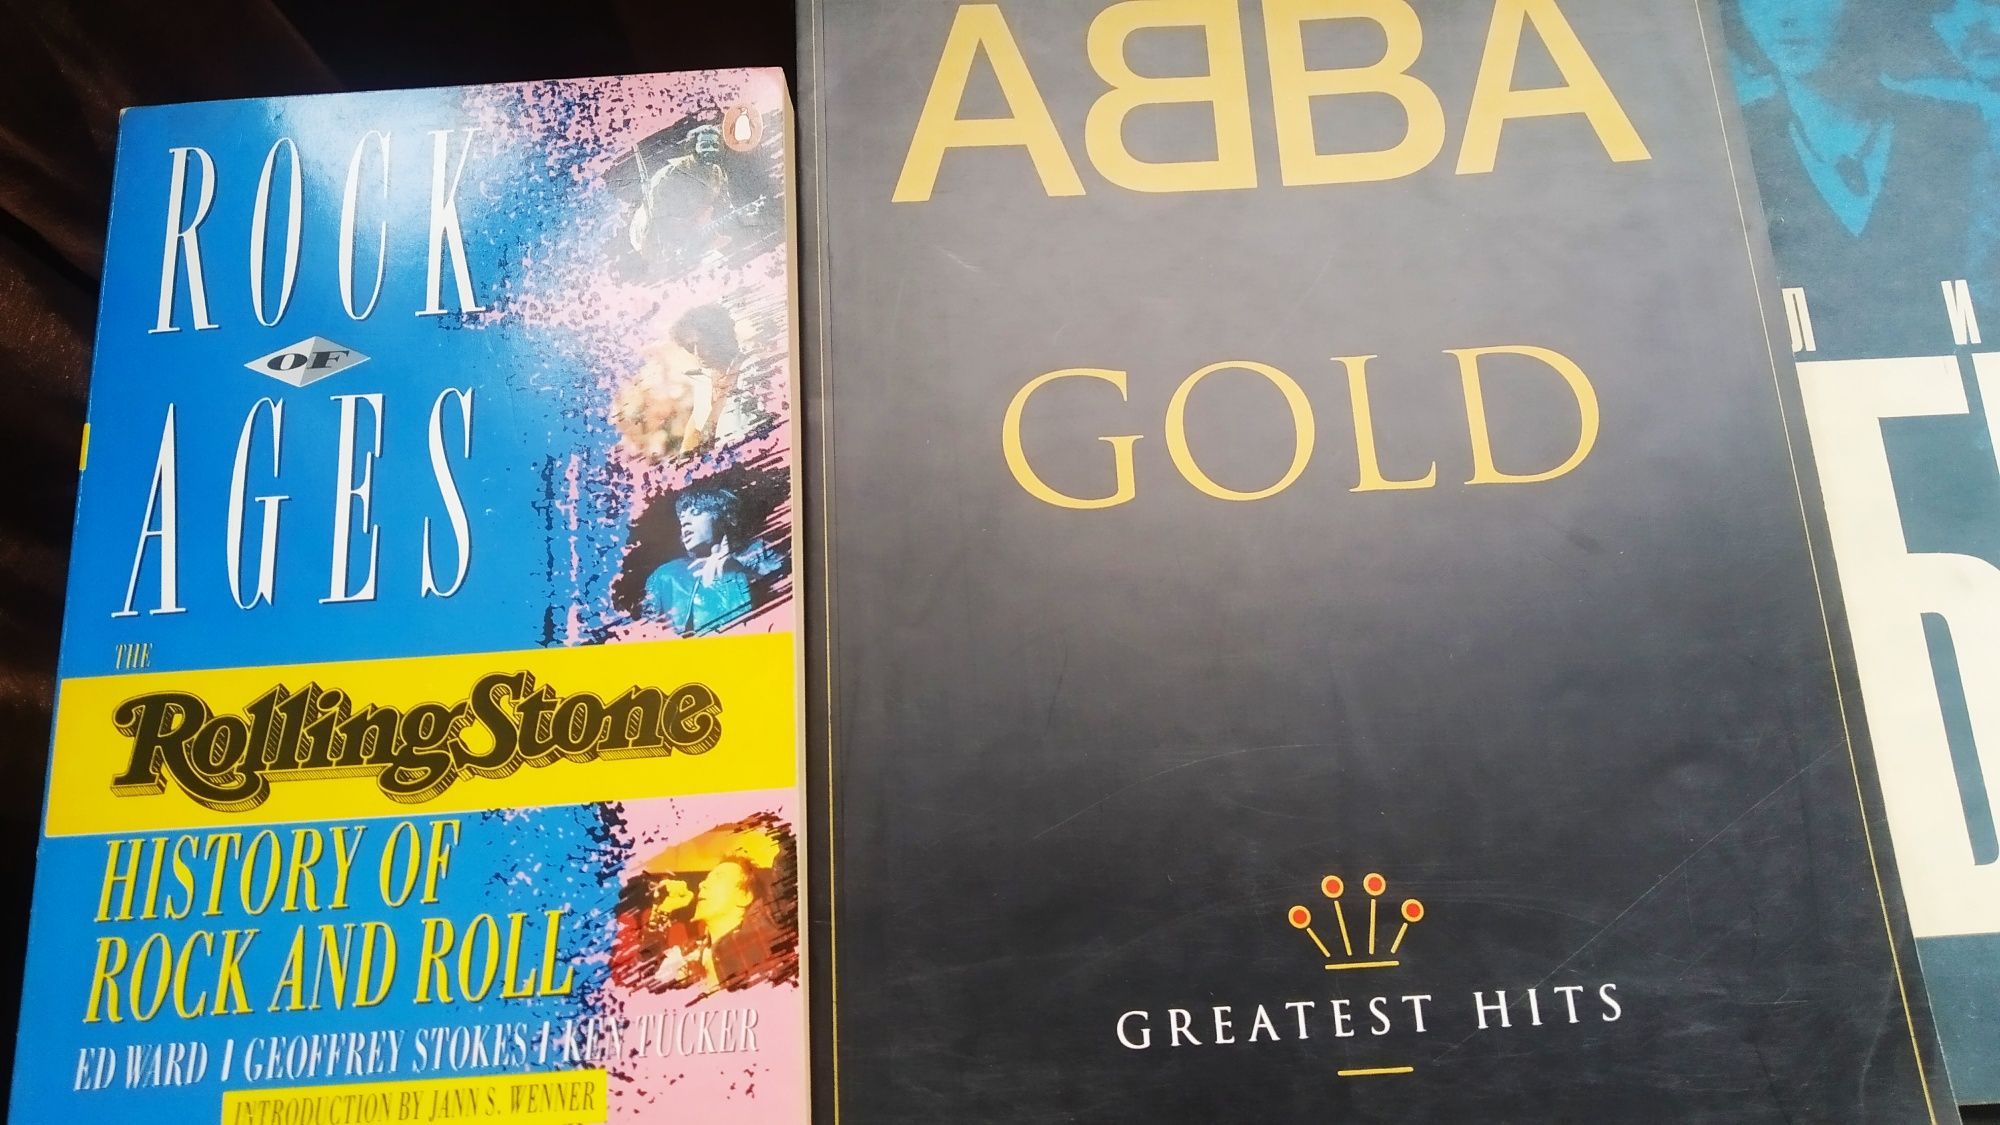 ROCK
OF
AGES
THE
RollingStone
HISTORY OF
ROCK AND ROLL
ED WARD / GEOFFREY STOKES / KEN TUCKER
INTRODUCTION BY JANN S. WENNER
ABBA
GOLD
GREATEST HITS
Л И
Б